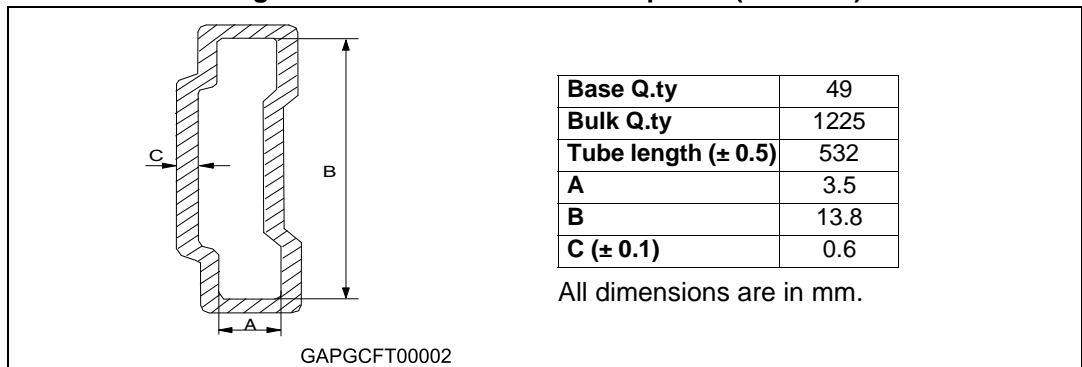 C
B
A
GAPGCFT00002
Base Q.ty 49
Bulk Q.ty 1225
Tube length (± 0.5) 532
A 3.5
B 13.8
C (± 0.1) 0.6
All dimensions are in mm.